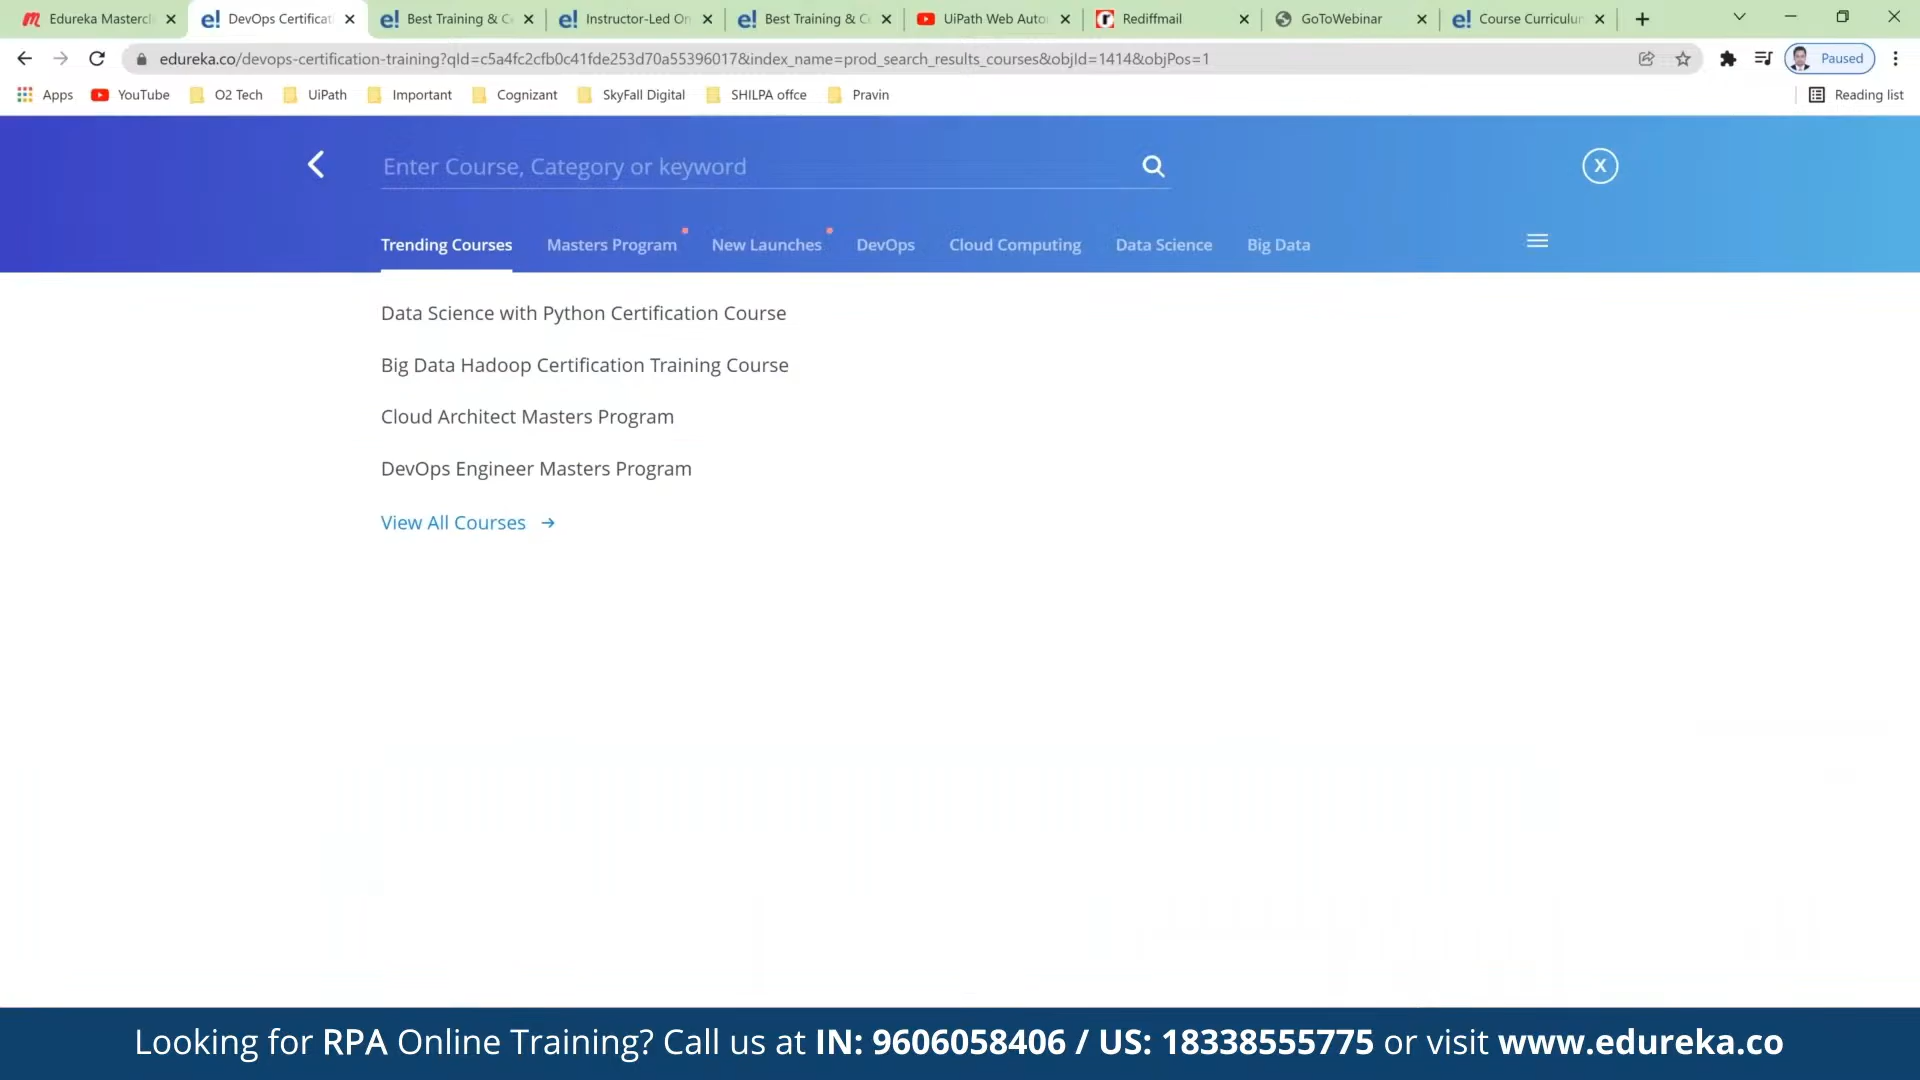 Edureka Mastercl
e! DevOps Certificat
e! Best Training & C
e! Instructor-Led On
e! Best Training & C
UiPath Web Auto
Rediffmail
GoToWebinar
e! Course Curriculum
edureka.co/devops-certification-training?qId=c5a4fc2cfb0c41fde253d70a55396017&index_name=prod_search_results_courses&objId=1414&objPos=1
Paused
Apps
YouTube
O2 Tech
UiPath
Important
Cognizant
SkyFall Digital
SHILPA offce
Pravin
Reading list
Enter Course, Category or keyword
X
Trending Courses
Masters Program
New Launches
DevOps
Cloud Computing
Data Science
Big Data
Data Science with Python Certification Course
Big Data Hadoop Certification Training Course
Cloud Architect Masters Program
DevOps Engineer Masters Program
View All Courses
Looking for RPA Online Training? Call us at IN: 9606058406 / US: 18338555775 or visit www.edureka.co